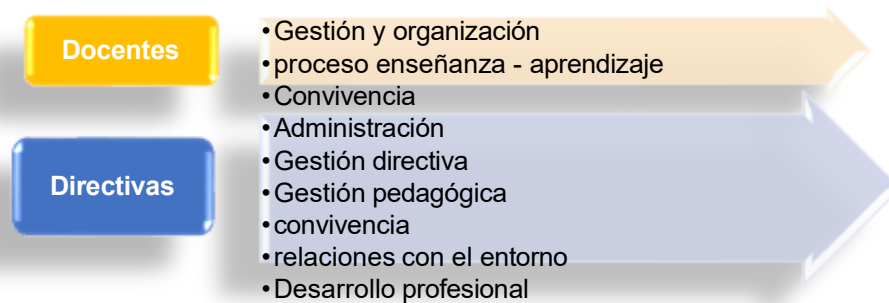 Docentes
•Gestión y organización
•proceso enseñanza - aprendizaje
•Convivencia
Directivas
•Administración
•Gestión directiva
•Gestión pedagógica
•convivencia
•relaciones con el entorno
•Desarrollo profesional